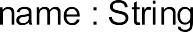 name : String